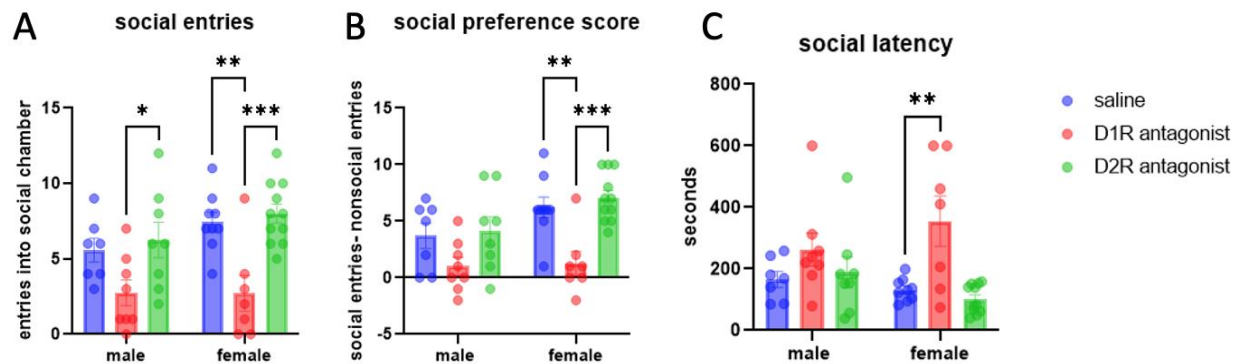 A
social entries
entries into social chamber
15
10
5
0
*
**
***
male
female
B
social preference score
social entries- nonsocial entries
15
10
5
0
-5
**
***
male
female
C
social latency
seconds
800
600
400
200
0
**
male
female
saline
D1R antagonist
D2R antagonist